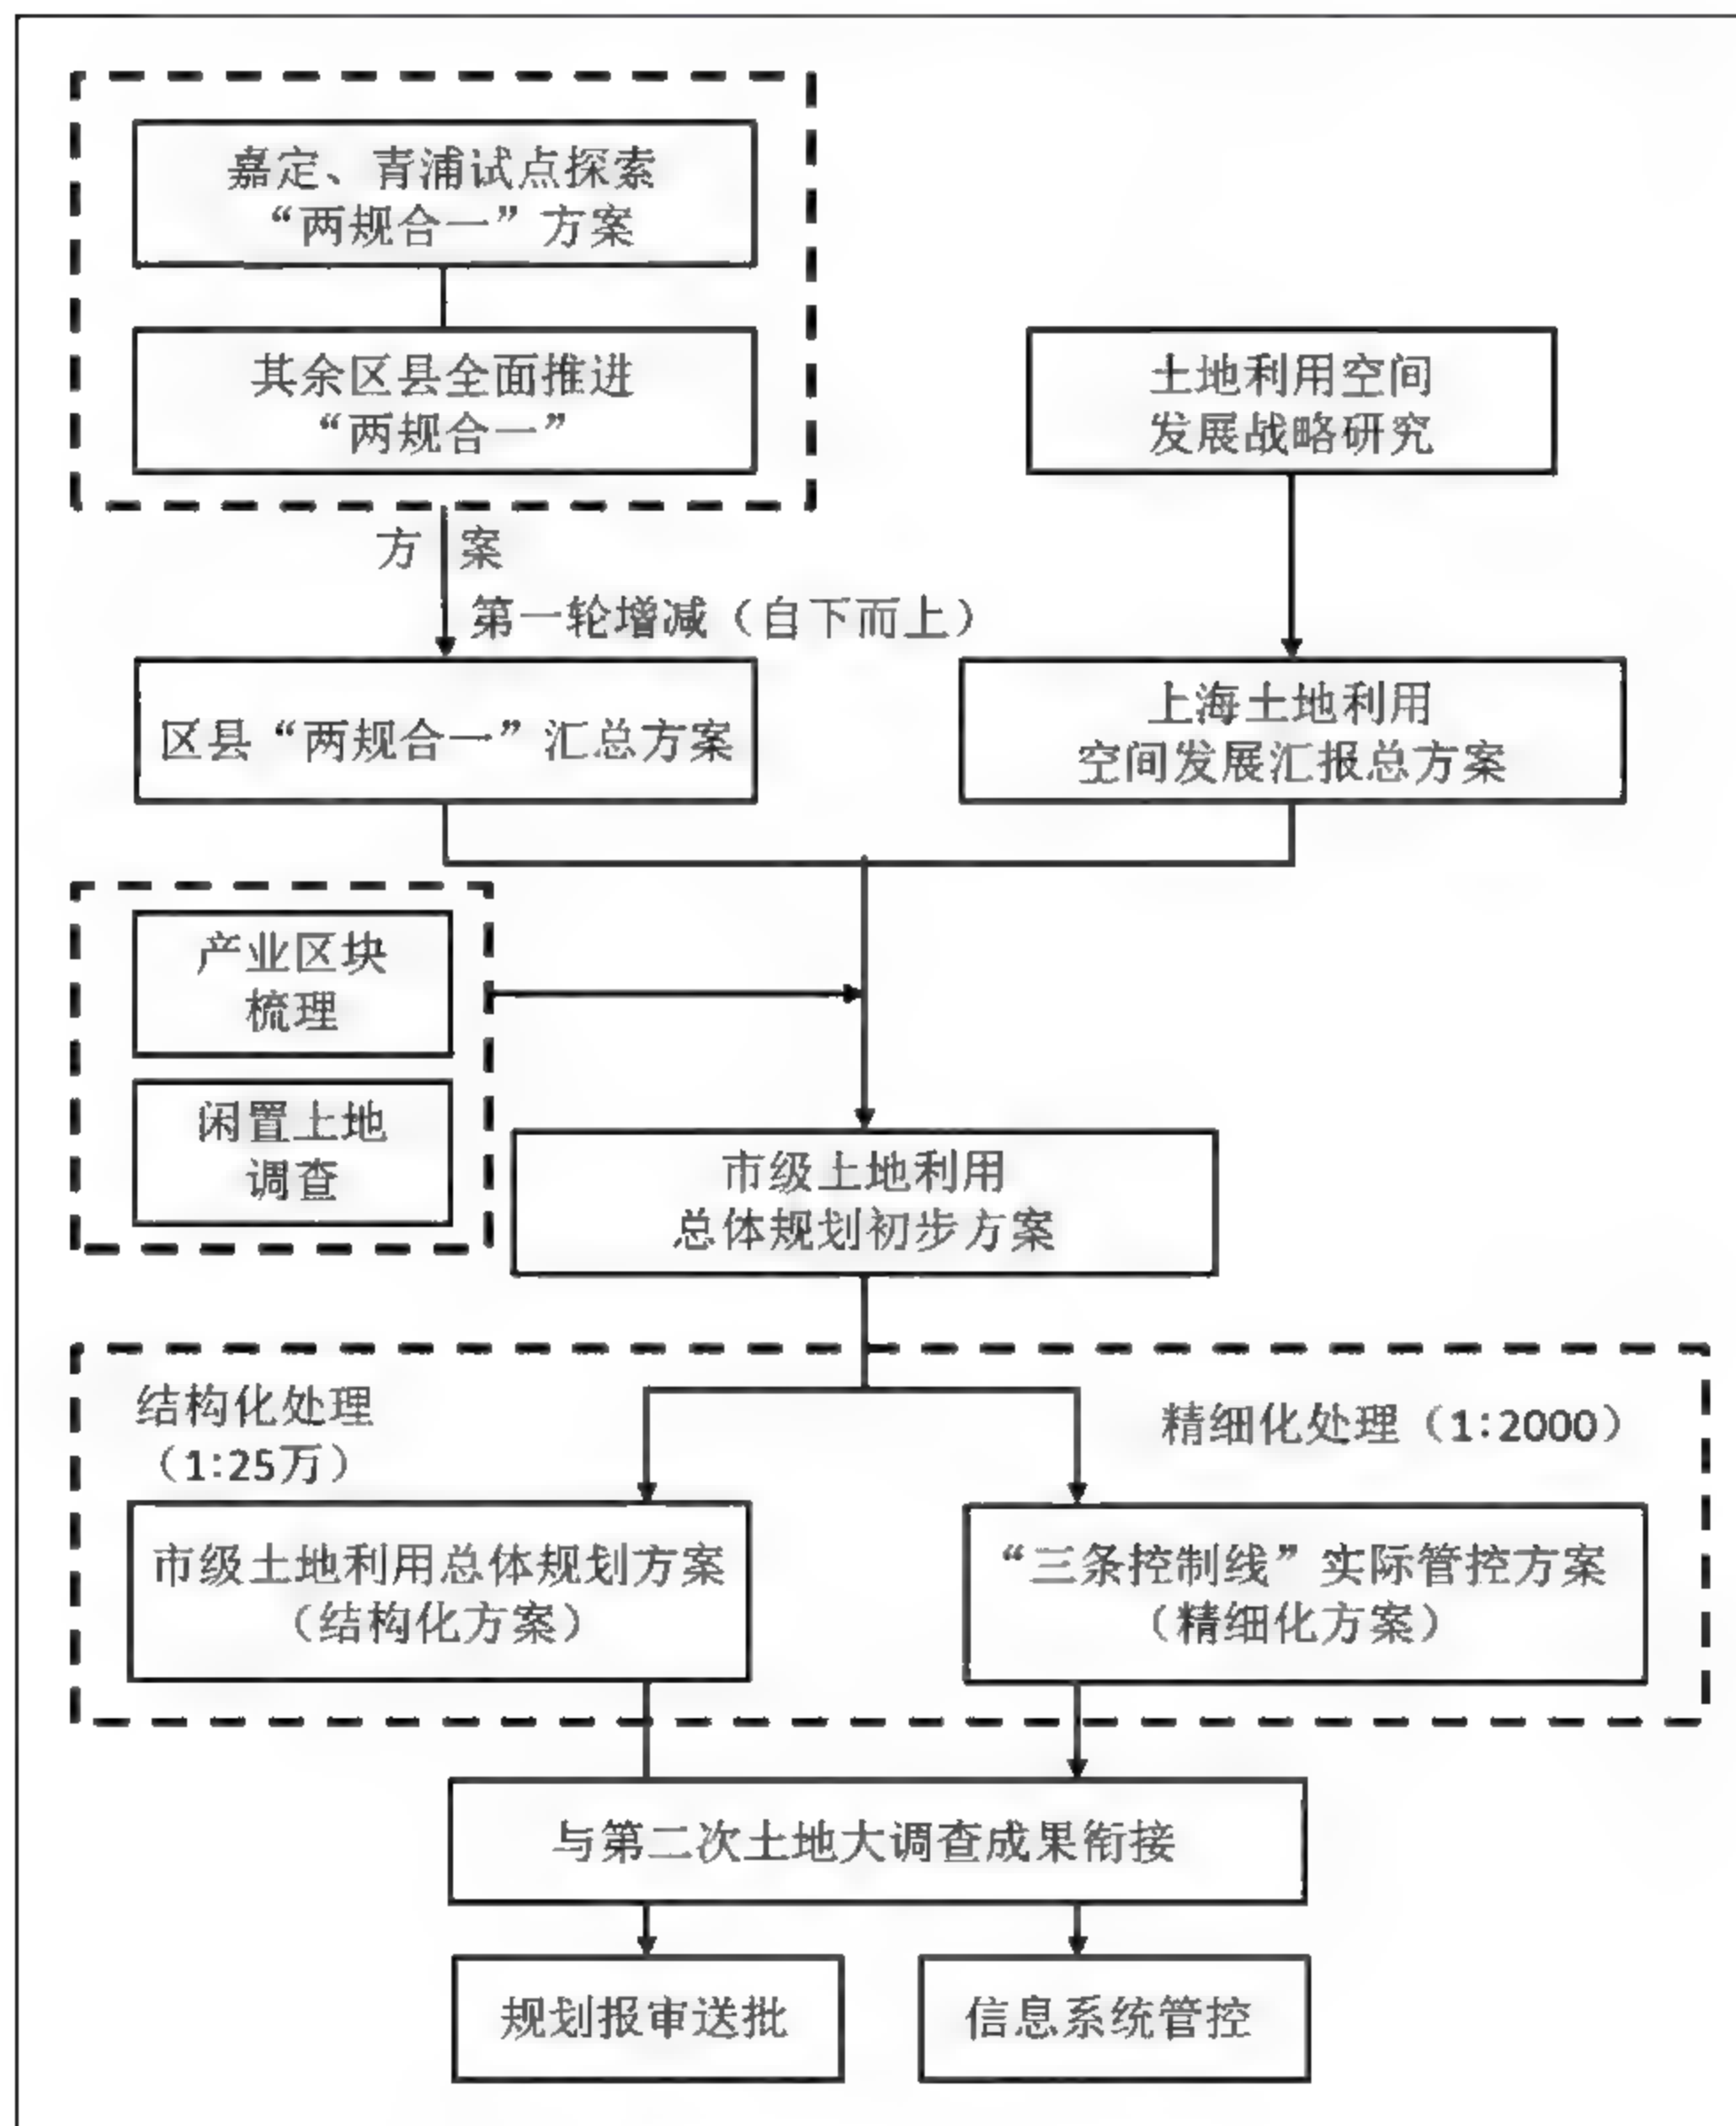 嘉定、青浦试点探索
“两规合一”方案
其余区县全面推进
“两规合一”
土地利用空间
发展战略研究
方 案
第一轮增减（自下而上）
区县“两规合一”汇总方案
上海土地利用
空间发展汇报总方案
产业区块
梳理
闲置土地
调查
市级土地利用
总体规划初步方案
结构化处理
（1:25万）
精细化处理（1:2000）
市级土地利用总体规划方案
（结构化方案）
“三条控制线”实际管控方案
（精细化方案）
与第二次土地大调查成果衔接
规划报审送批
信息系统管控